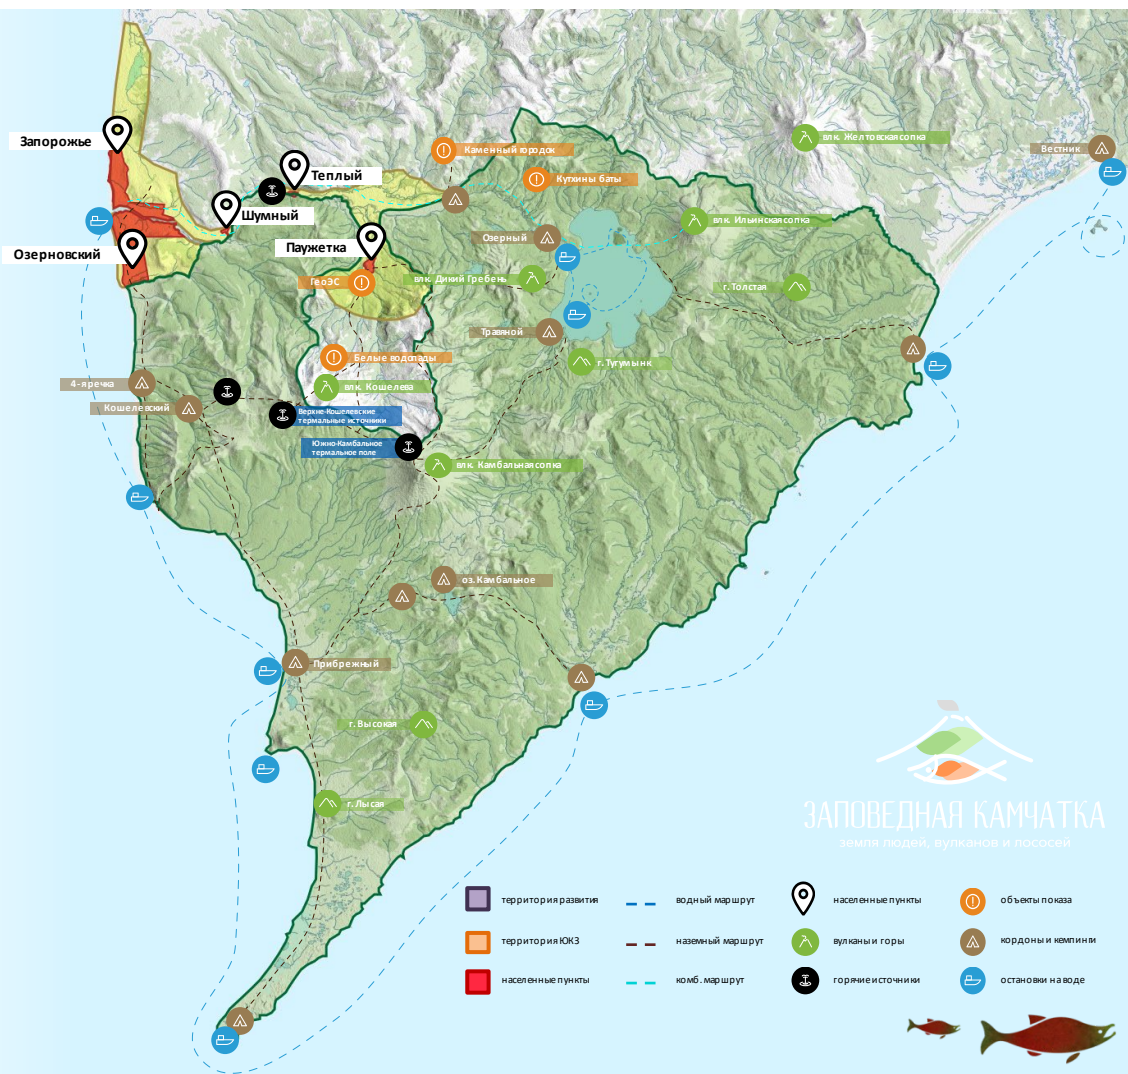 Запорожье
Теплый
Шумный
Паужетка
Озерновский
Каменный городок
Кутхины баты
влк. Желтовская сопка
Вестник
влк. Ильинская сопка
Озерный
влк. Дикий Гребень
ГеоЭС
г. Толстая
Травяной
Белые водопады
г. Тугумынк
4-я речка
влк. Кошелева
Кошелевский
Верхне-Кошелевские
термальные источники
Южно-Камбальное
термальное поле
влк. Камбальная сопка
оз. Камбальное
Прибрежный
г. Высокая
г. Лысая
ЗАПОВЕДНАЯ КАМЧАТКА
земля людей, вулканов и лососей
территория развития
водный маршрут
населенные пункты
объекты показа
территория ЮКЗ
наземный маршрут
вулканы и горы
кордоны и кемпинги
населенные пункты
комб. маршрут
горячие источники
остановки на воде